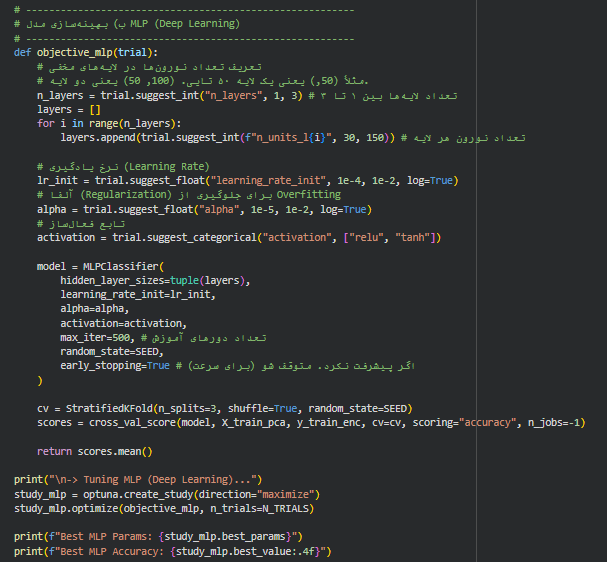 # -------------------------------------------------------
# ب) بهینه‌سازی مدل MLP (Deep Learning)
# -------------------------------------------------------
def objective_mlp(trial):
    # تعریف تعداد نورون‌ها در لایه‌های مخفی
    # مثلاً (50,) یعنی یک لایه ۵۰ تایی. (100, 50) یعنی دو لایه.
    n_layers = trial.suggest_int("n_layers", 1, 3) # تعداد لایه‌ها بین ۱ تا ۳
    layers = []
    for i in range(n_layers):
        layers.append(trial.suggest_int(f"n_units_l{i}", 30, 150)) # تعداد نورون هر لایه

    # نرخ یادگیری (Learning Rate)
    lr_init = trial.suggest_float("learning_rate_init", 1e-4, 1e-2, log=True)
    # آلفا (Regularization) برای جلوگیری از Overfitting
    alpha = trial.suggest_float("alpha", 1e-5, 1e-2, log=True)
    # تابع فعال‌ساز
    activation = trial.suggest_categorical("activation", ["relu", "tanh"])

    model = MLPClassifier(
        hidden_layer_sizes=tuple(layers),
        learning_rate_init=lr_init,
        alpha=alpha,
        activation=activation,
        max_iter=500, # تعداد دورهای آموزش
        random_state=SEED,
        early_stopping=True # اگر پیشرفت نکرد، متوقف شو (برای سرعت)
    )

    cv = StratifiedKFold(n_splits=3, shuffle=True, random_state=SEED)
    scores = cross_val_score(model, X_train_pca, y_train_enc, cv=cv, scoring="accuracy", n_jobs=-1)

    return scores.mean()

print("\n-> Tuning MLP (Deep Learning)...")
study_mlp = optuna.create_study(direction="maximize")
study_mlp.optimize(objective_mlp, n_trials=N_TRIALS)

print(f"Best MLP Params: {study_mlp.best_params}")
print(f"Best MLP Accuracy: {study_mlp.best_value:.4f}")